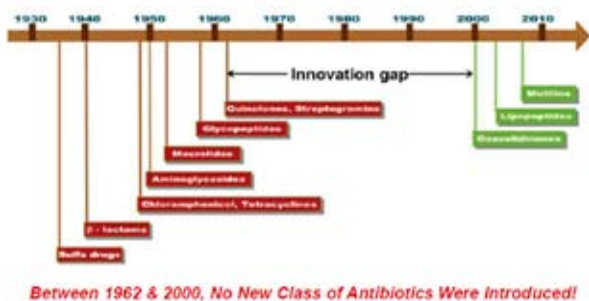 1930 1940 1950 1960 1970 1980 1990 2000 2010
Innovation gap
Mutilins
Quinolones, Streptogramins
Lipopeptides
Glycopeptides
Oxazolidinones
Macrolides
Aminoglycosides
Chloramphenicol, Tetracyclines
β - lactams
Sulfa drugs
Between 1962 & 2000, No New Class of Antibiotics Were Introduced!